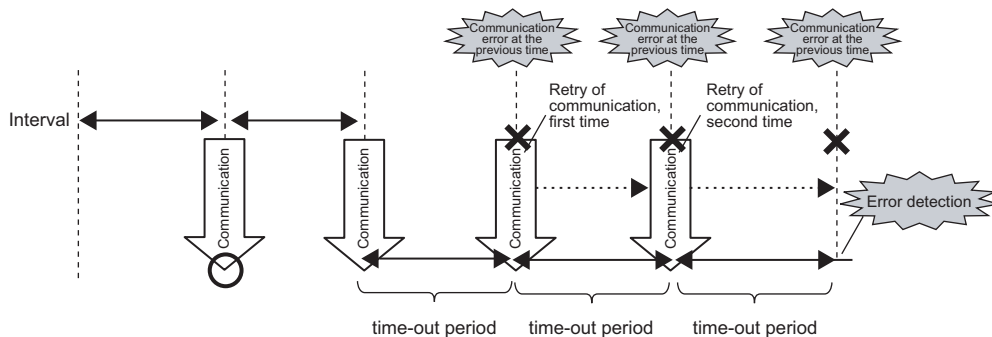 Communication
error at the
previous time
Communication
error at the
previous time
Communication
error at the
previous time
Retry of
communication,
first time
Retry of
communication,
second time
Interval
Communication
Communication
Communication
Communication
Error detection
time-out period
time-out period
time-out period